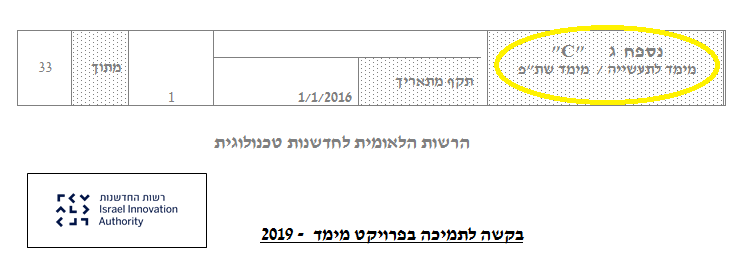 נספח ג "C"
מימד לתעשייה / מימד שת"פ
תקף מתאריך
1/1/2016
1
מתוך
33
הרשות הלאומית לחדשנות טכנולוגית
רשות החדשנות
Israel Innovation
Authority
בקשה לתמיכה בפרויקט מימד - 2019